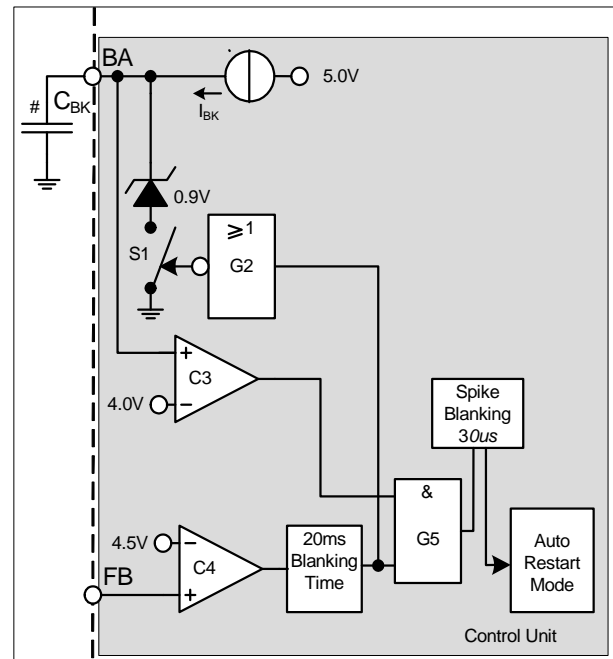 BA
5.0V
# C_BK
I_BK
0.9V
≥1
S1
G2
+
C3
4.0V
−
Spike
Blanking
30us
&
G5
4.5V
−
C4
20ms
Blanking
Time
Auto
Restart
Mode
FB
+
Control Unit